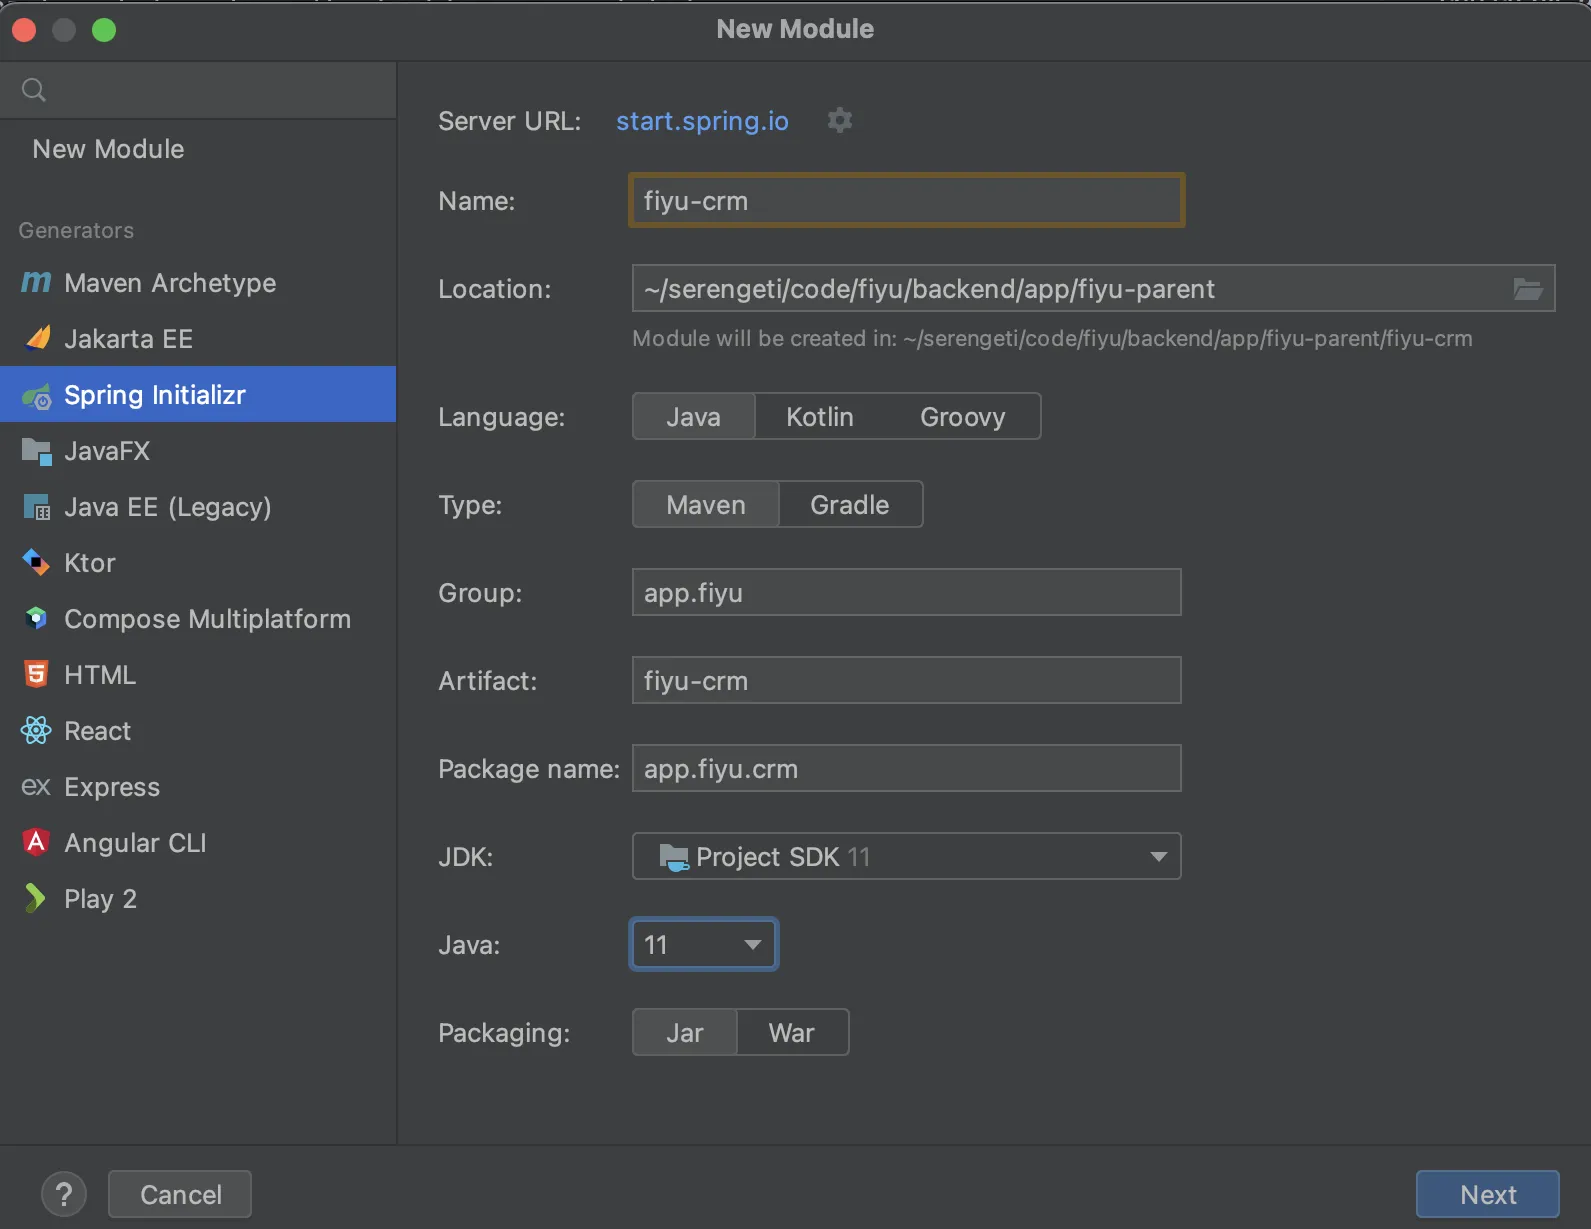 New Module
New Module
Generators
Maven Archetype
Jakarta EE
Spring Initializr
JavaFX
Java EE (Legacy)
Ktor
Compose Multiplatform
HTML
React
ex Express
Angular CLI
Play 2
Server URL: start.spring.io
Name: fiyu-crm
Location: ~/serengeti/code/fiyu/backend/app/fiyu-parent
Module will be created in: ~/serengeti/code/fiyu/backend/app/fiyu-parent/fiyu-crm
Language: Java Kotlin Groovy
Type: Maven Gradle
Group: app.fiyu
Artifact: fiyu-crm
Package name: app.fiyu.crm
JDK: Project SDK 11
Java: 11
Packaging: Jar War
? Cancel Next